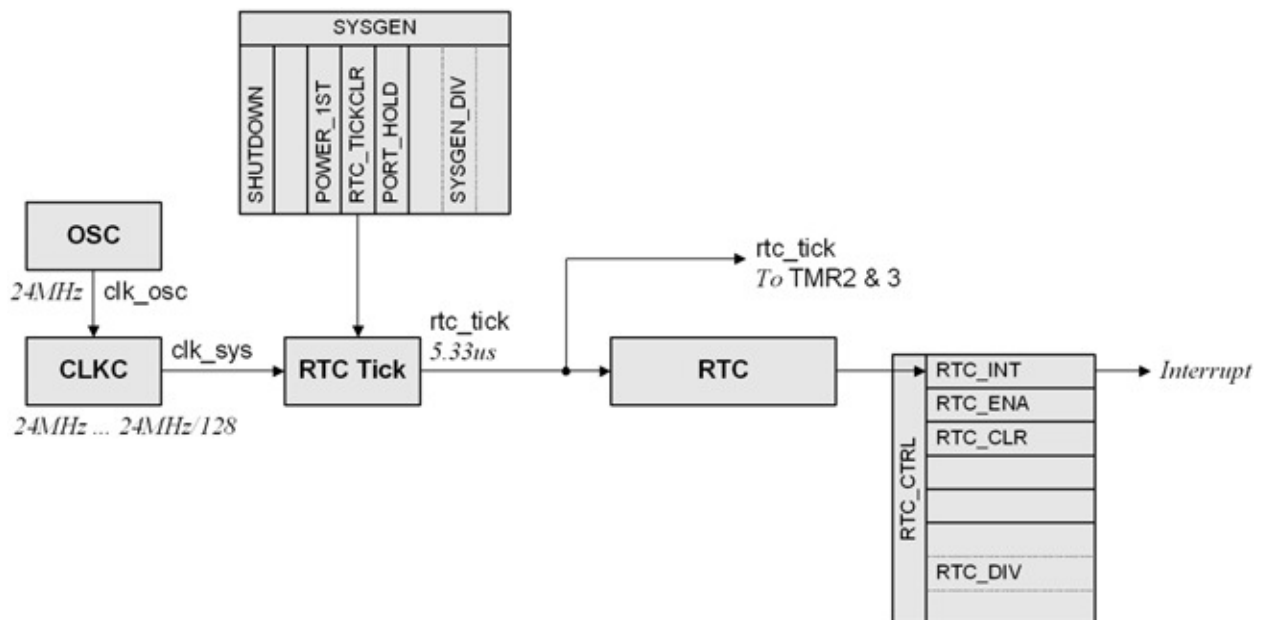 SYSGEN
SHUTDOWN
POWER_1ST
RTC_TICKCLR
PORT_HOLD
SYSGEN_DIV
OSC
24MHz
clk_osc
CLKC
24MHz ... 24MHz/128
clk_sys
RTC Tick
rtc_tick
5.33us
rtc_tick
To TMR2 & 3
RTC
RTC_CTRL
RTC_INT
RTC_ENA
RTC_CLR
RTC_DIV
Interrupt